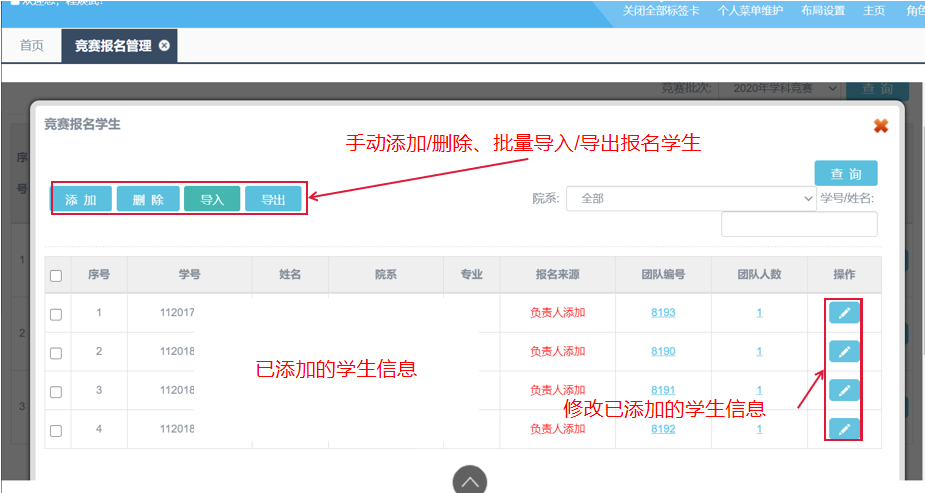 关闭全部标签卡 个人菜单维护 布局设置 主页 角色
首页 竞赛报名管理
竞赛批次: 2020年学科竞赛 查 询
竞赛报名学生
手动添加/删除、批量导入/导出报名学生
查 询
添 加 删 除 导入 导出 院系: 全部 学号/姓名:
序号 学号 姓名 院系 专业 报名来源 团队编号 团队人数 操作
1 112017 负责人添加 8193 1
2 112018 负责人添加 8190 1
已添加的学生信息
3 112018 负责人添加 8191 1
修改已添加的学生信息
4 112018 负责人添加 8192 1
序
号
1
2
3